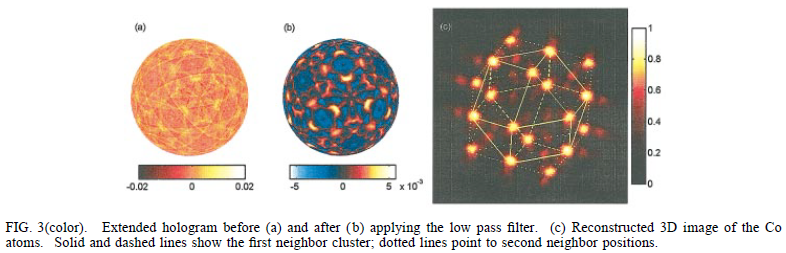 (a)
(b)
(c)
-0.02 0 0.02
-5 0 5 x 10⁻³
1
0.8
0.6
0.4
0.2
0
FIG. 3(color). Extended hologram before (a) and after (b) applying the low pass filter. (c) Reconstructed 3D image of the Co
atoms. Solid and dashed lines show the first neighbor cluster; dotted lines point to second neighbor positions.